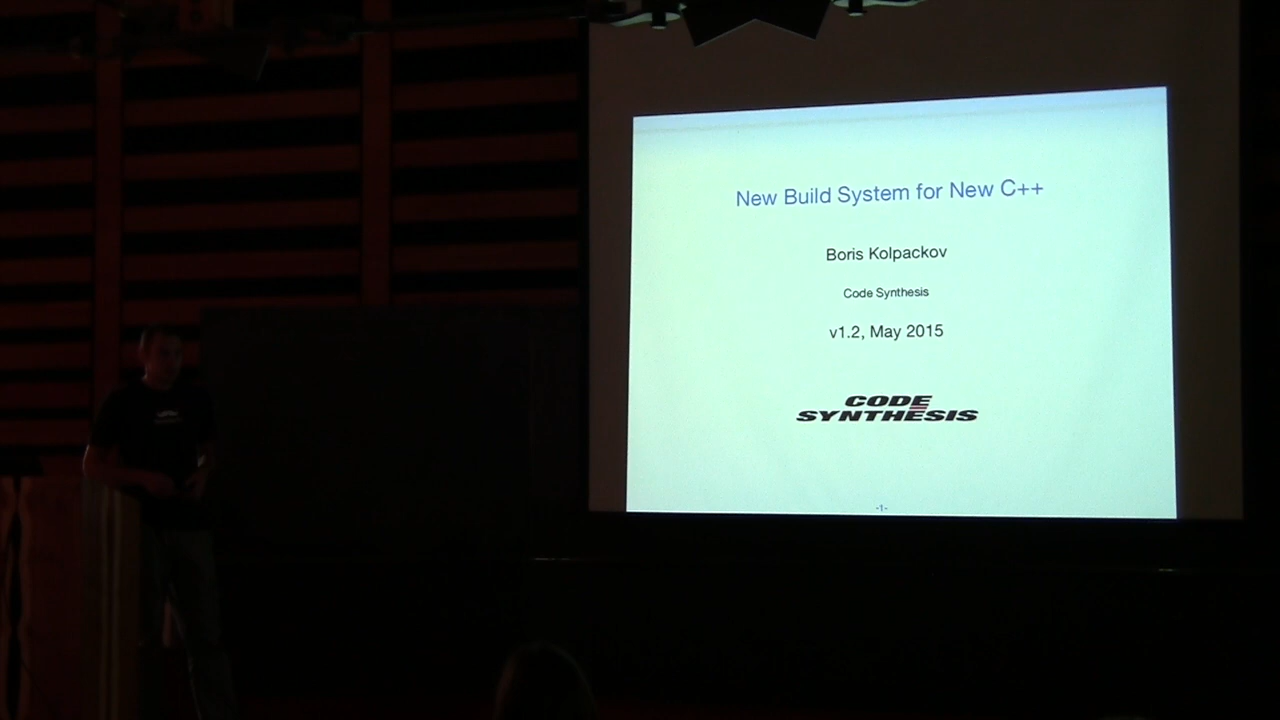 New Build System for New C++
Boris Kolpackov
Code Synthesis
v1.2, May 2015
CODE
SYNTHESIS
-1-